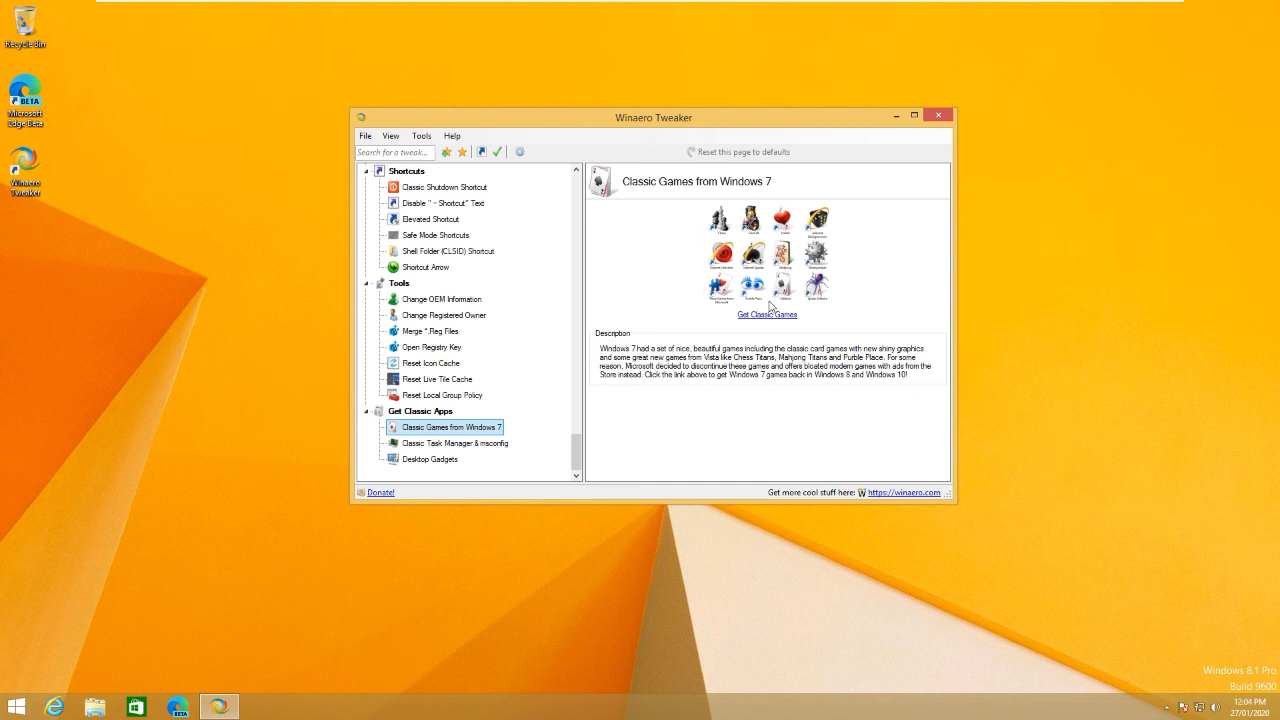 Recycle Bin
Microsoft Edge Beta
BETA
Winaero Tweaker
Winaero Tweaker
File View Tools Help
Search for a tweak...
Reset this page to defaults
Shortcuts
Classic Shutdown Shortcut
Disable " - Shortcut" Text
Elevated Shortcut
Safe Mode Shortcuts
Shell Folder (CLSID) Shortcut
Shortcut Arrow
Tools
Change OEM Information
Change Registered Owner
Merge *.Reg Files
Open Registry Key
Reset Icon Cache
Reset Live Tile Cache
Reset Local Group Policy
Get Classic Apps
Classic Games from Windows 7
Classic Task Manager & msconfig
Desktop Gadgets
Classic Games from Windows 7
Get Classic Games
Description
Windows 7 had a set of nice, beautiful games including the classic card games with new shiny graphics
and some great new games from Vista like Chess Titans, Mahjong Titans and Purble Place. For some
reason, Microsoft decided to discontinue these games and offers bloated modern games with ads from the
Store instead. Click the link above to get Windows 7 games back in Windows 8 and Windows 10!
Donate!
Get more cool stuff here: W https://winaero.com
Windows 8.1 Pro
Build 9600
BETA
12:04 PM
27/01/2020